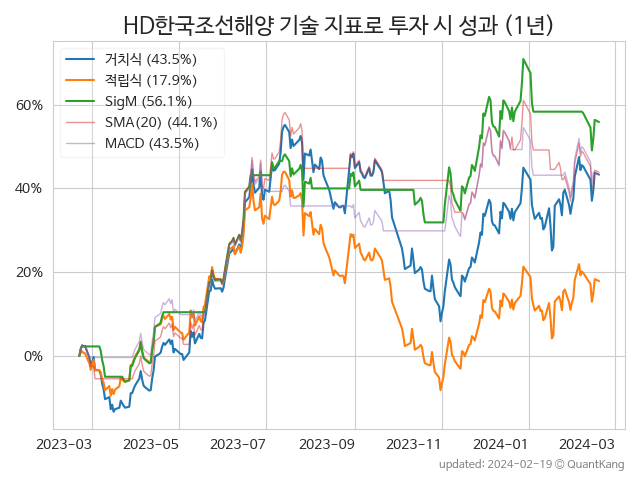 HD한국조선해양 기술 지표로 투자 시 성과 (1년)
거치식 (43.5%)
적립식 (17.9%)
SigM (56.1%)
SMA(20) (44.1%)
MACD (43.5%)
60%
40%
20%
0%
2023-03 2023-05 2023-07 2023-09 2023-11 2024-01 2024-03
updated: 2024-02-19 © QuantKang